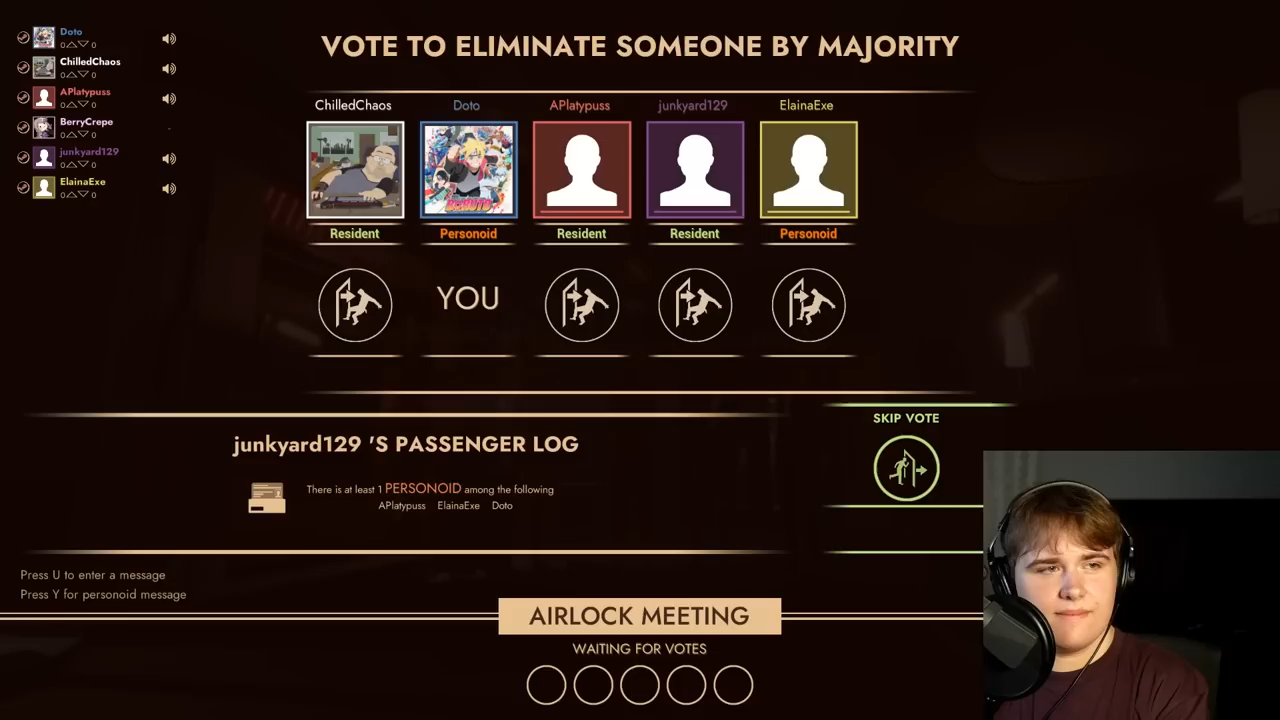 Doto
0 0
ChilledChaos
0 0
APlatypuss
0 0
BerryCrepe
0 0
junkyard129
0 0
ElainaExe
0 0
VOTE TO ELIMINATE SOMEONE BY MAJORITY
ChilledChaos Doto APlatypuss junkyard129 ElainaExe
BORUTO
Resident Personoid Resident Resident Personoid
YOU
junkyard129 'S PASSENGER LOG
There is at least 1 PERSONOID among the following
APlatypuss ElainaExe Doto
SKIP VOTE
Press U to enter a message
Press Y for personoid message
AIRLOCK MEETING
WAITING FOR VOTES